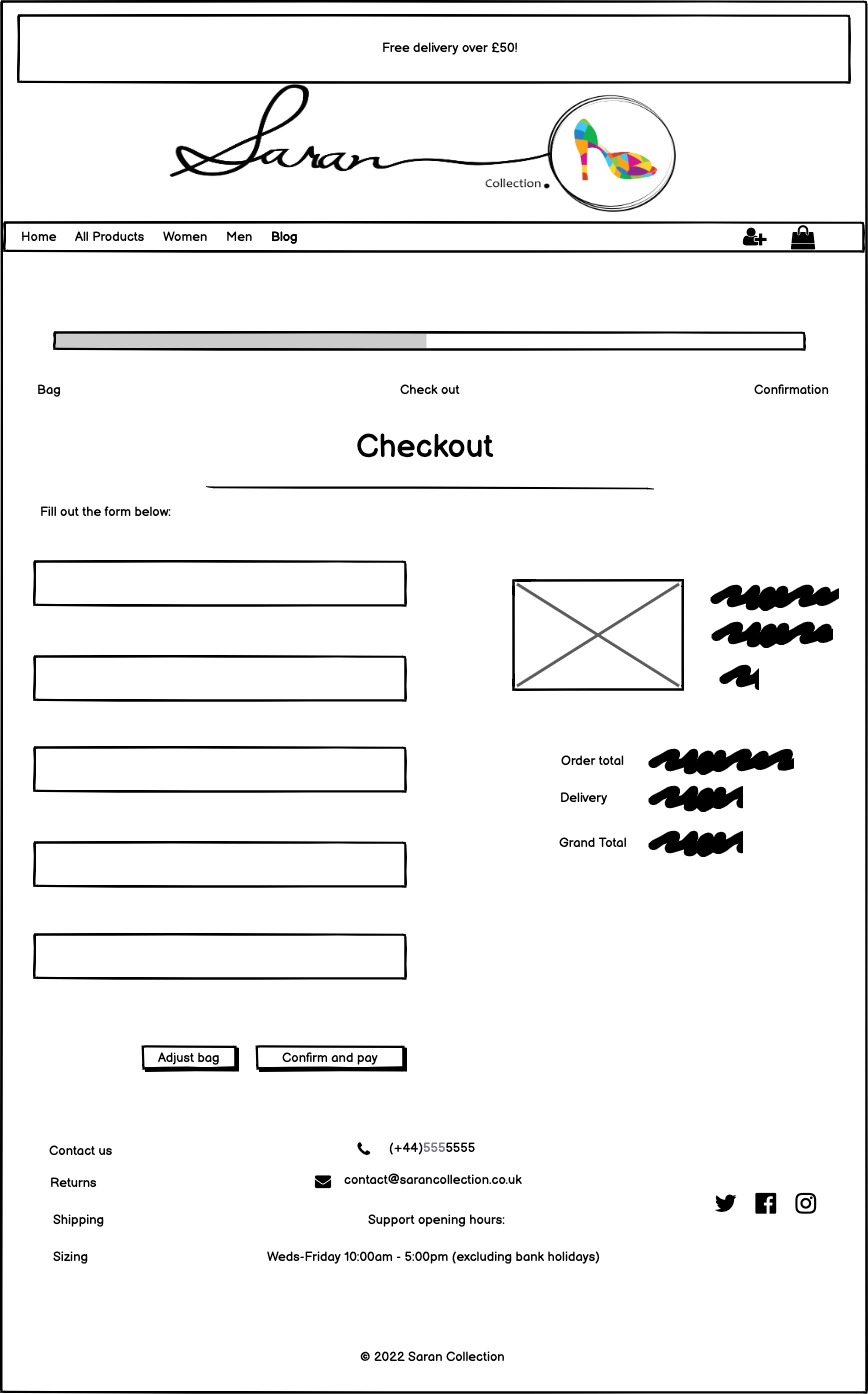 Free delivery over £50!
Saran
Collection
Home All Products Women Men Blog
Bag Check out Confirmation
Checkout
Fill out the form below:
Order total
Delivery
Grand Total
Adjust bag Confirm and pay
Contact us
(+44)5555555
Returns
contact@sarancollection.co.uk
Shipping
Support opening hours:
Sizing
Weds-Friday 10:00am - 5:00pm (excluding bank holidays)
© 2022 Saran Collection